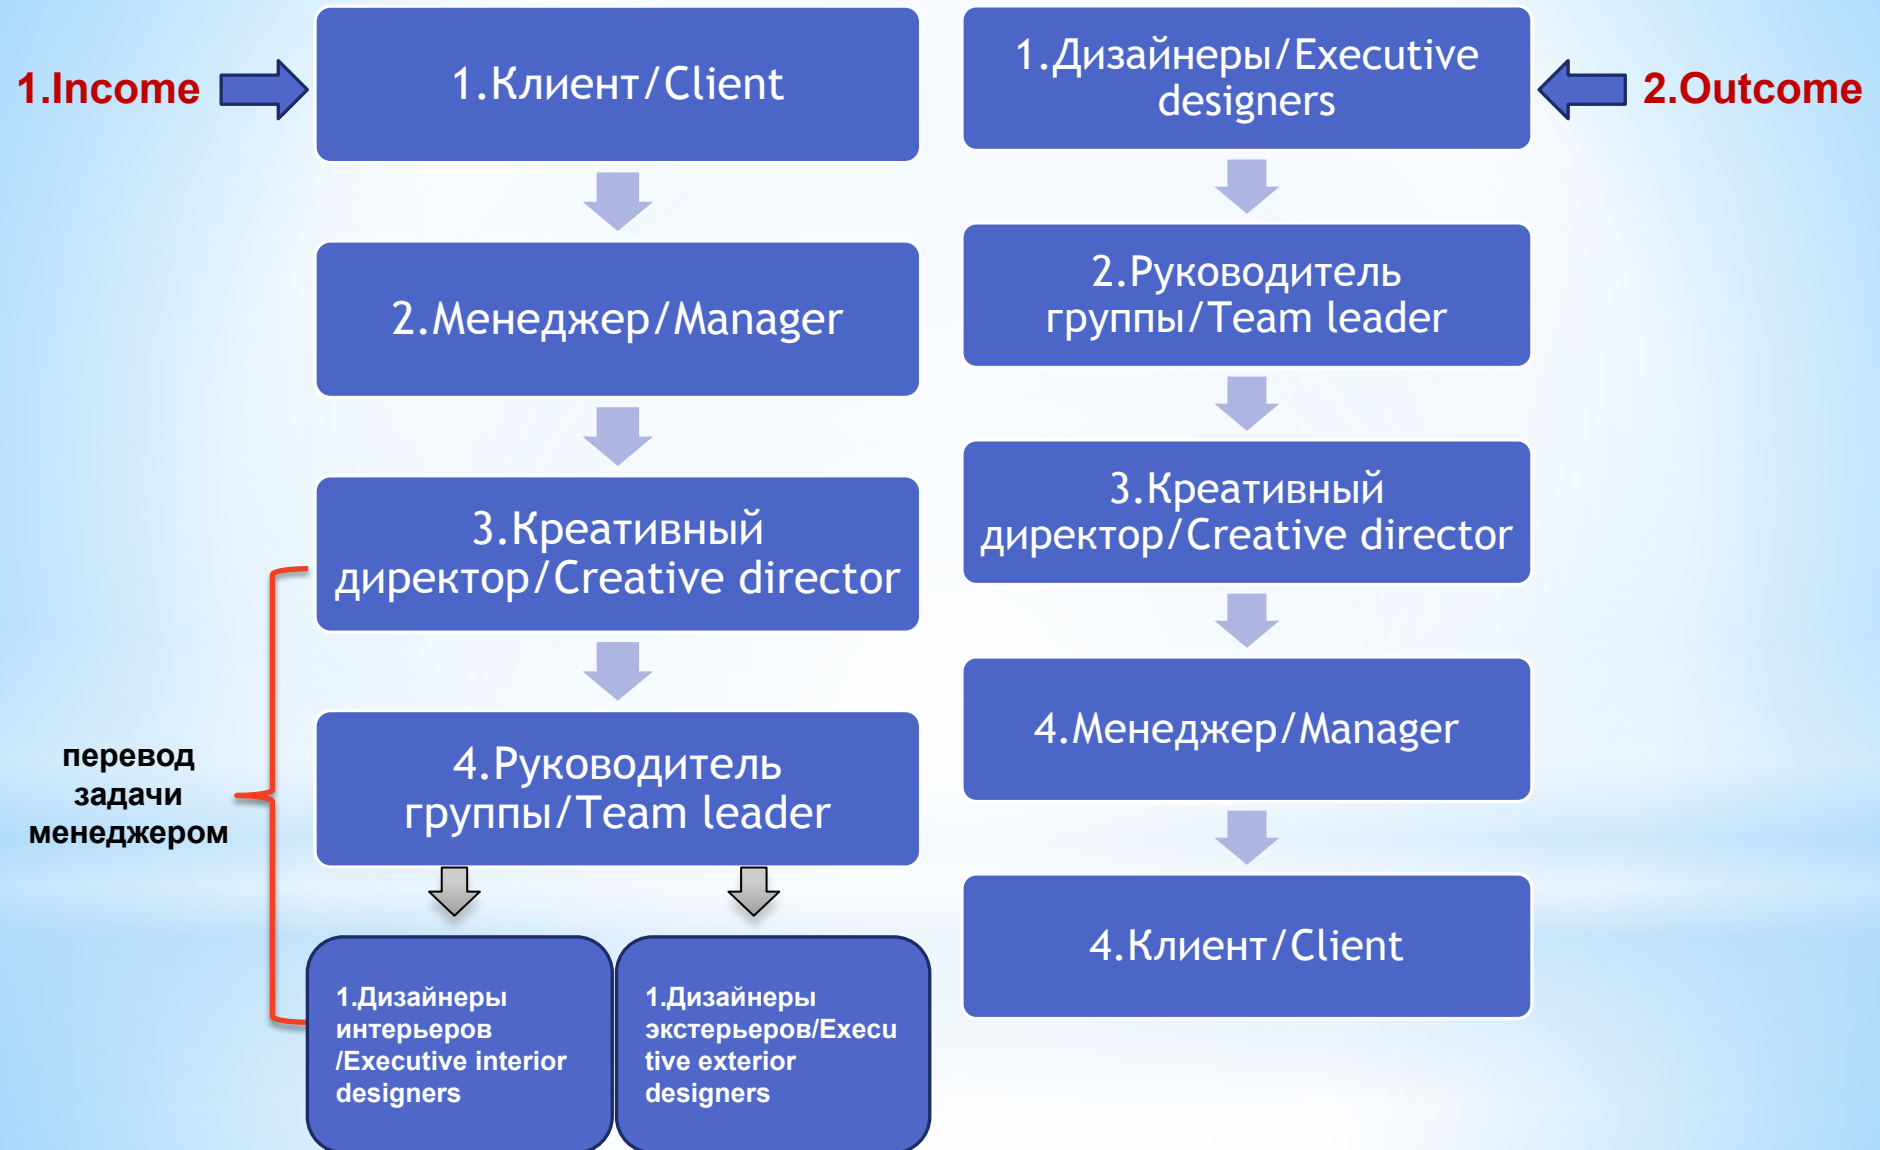 1.Income
1.Клиент/Client
2.Менеджер/Manager
3.Креативный
директор/Creative director
4.Руководитель
группы/Team leader
перевод
задачи
менеджером
1.Дизайнеры
интерьеров
/Executive interior
designers
1.Дизайнеры
экстерьеров/Execu
tive exterior
designers
1.Дизайнеры/Executive
designers
2.Outcome
2.Руководитель
группы/Team leader
3.Креативный
директор/Creative director
4.Менеджер/Manager
4.Клиент/Client